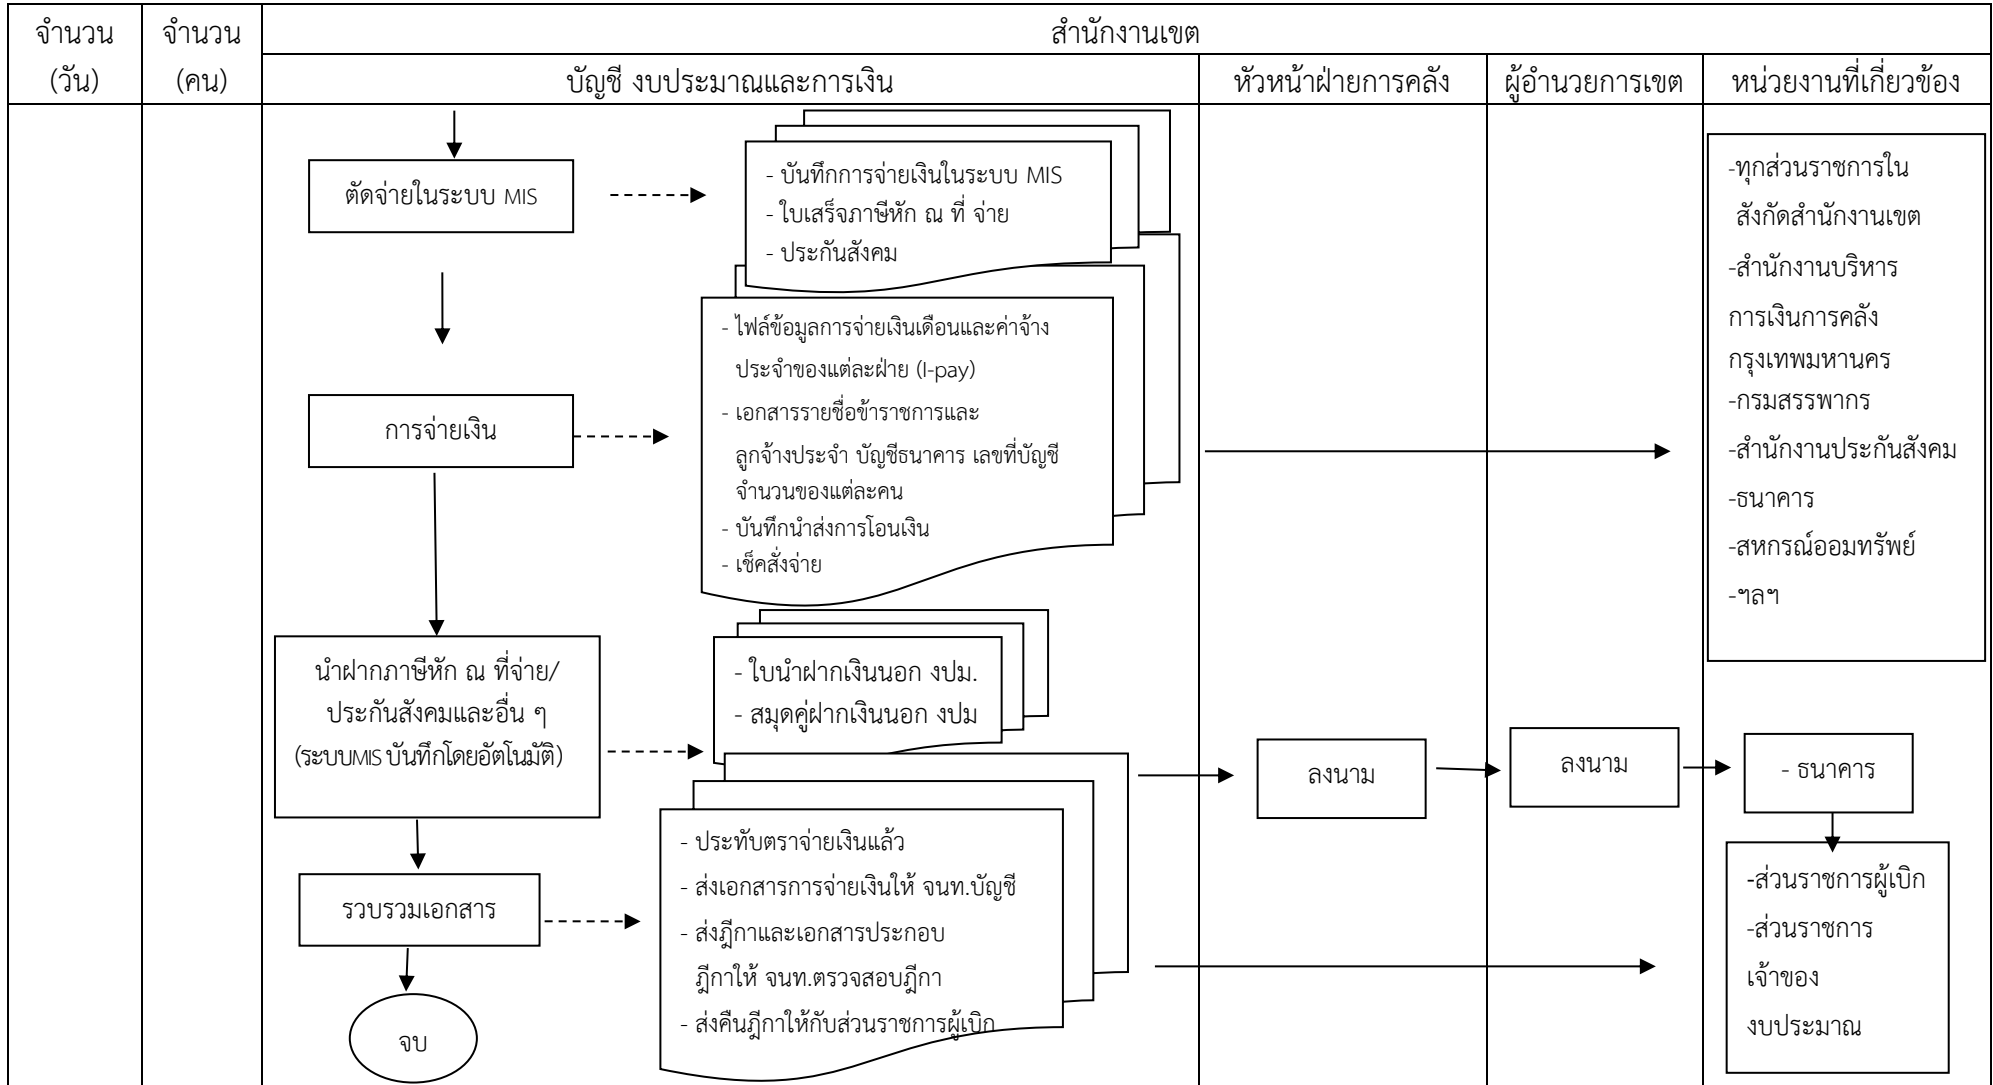 จำนวน
(วัน)
จำนวน
(คน)
สำนักงานเขต
บัญชี งบประมาณและการเงิน
หัวหน้าฝ่ายการคลัง
ผู้อำนวยการเขต
หน่วยงานที่เกี่ยวข้อง
ตัดจ่ายในระบบ MIS
- บันทึกการจ่ายเงินในระบบ MIS
- ใบเสร็จภาษีหัก ณ ที่ จ่าย
- ประกันสังคม
การจ่ายเงิน
- ไฟล์ข้อมูลการจ่ายเงินเดือนและค่าจ้าง
ประจำของแต่ละฝ่าย (I-pay)
- เอกสารรายชื่อข้าราชการและ
ลูกจ้างประจำ บัญชีธนาคาร เลขที่บัญชี
จำนวนของแต่ละคน
- บันทึกนำส่งการโอนเงิน
- เช็คสั่งจ่าย
-ทุกส่วนราชการใน
สังกัดสำนักงานเขต
-สำนักงานบริหาร
การเงินการคลัง
กรุงเทพมหานคร
-กรมสรรพากร
-สำนักงานประกันสังคม
-ธนาคาร
-สหกรณ์ออมทรัพย์
-ฯลฯ
นำฝากภาษีหัก ณ ที่จ่าย/
ประกันสังคมและอื่น ๆ
(ระบบMIS บันทึกโดยอัตโนมัติ)
- ใบนำฝากเงินนอก งปม.
- สมุดคู่ฝากเงินนอก งปม
ลงนาม
ลงนาม
- ธนาคาร
รวบรวมเอกสาร
- ประทับตราจ่ายเงินแล้ว
- ส่งเอกสารการจ่ายเงินให้ จนท.บัญชี
- ส่งฎีกาและเอกสารประกอบ
ฎีกาให้ จนท.ตรวจสอบฎีกา
- ส่งคืนฎีกาให้กับส่วนราชการผู้เบิก
-ส่วนราชการผู้เบิก
-ส่วนราชการ
เจ้าของ
งบประมาณ
จบ